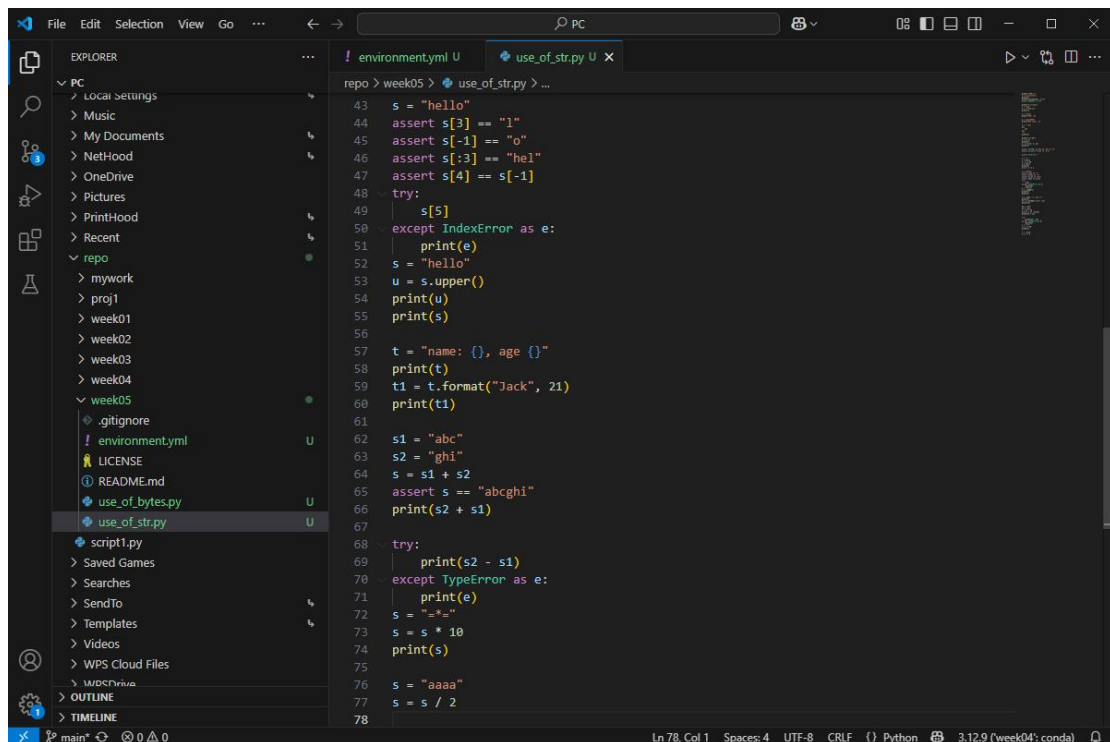 File Edit Selection View Go ··· PC
EXPLORER ···
PC
Local Settings
Music
My Documents
NetHood
OneDrive
Pictures
PrintHood
Recent
repo
mywork
proj1
week01
week02
week03
week04
week05
.gitignore
environment.yml U
LICENSE
README.md
use_of_bytes.py U
use_of_str.py U
script1.py
Saved Games
Searches
SendTo
Templates
Videos
WPS Cloud Files
WPSDrive
OUTLINE
TIMELINE
3
1
! environment.yml U use_of_str.py U ×
repo > week05 > use_of_str.py > ...
43 s = "hello"
44 assert s[3] == "l"
45 assert s[-1] == "o"
46 assert s[:3] == "hel"
47 assert s[4] == s[-1]
48 try:
49 s[5]
50 except IndexError as e:
51 print(e)
52 s = "hello"
53 u = s.upper()
54 print(u)
55 print(s)
56
57 t = "name: {}, age {}"
58 print(t)
59 t1 = t.format("Jack", 21)
60 print(t1)
61
62 s1 = "abc"
63 s2 = "ghi"
64 s = s1 + s2
65 assert s == "abcghi"
66 print(s2 + s1)
67
68 try:
69 print(s2 - s1)
70 except TypeError as e:
71 print(e)
72 s = "=*="
73 s = s * 10
74 print(s)
75
76 s = "aaaa"
77 s = s / 2
78
main* 0 0 Ln 78, Col 1 Spaces: 4 UTF-8 CRLF {} Python 3.12.9 ('week04': conda)